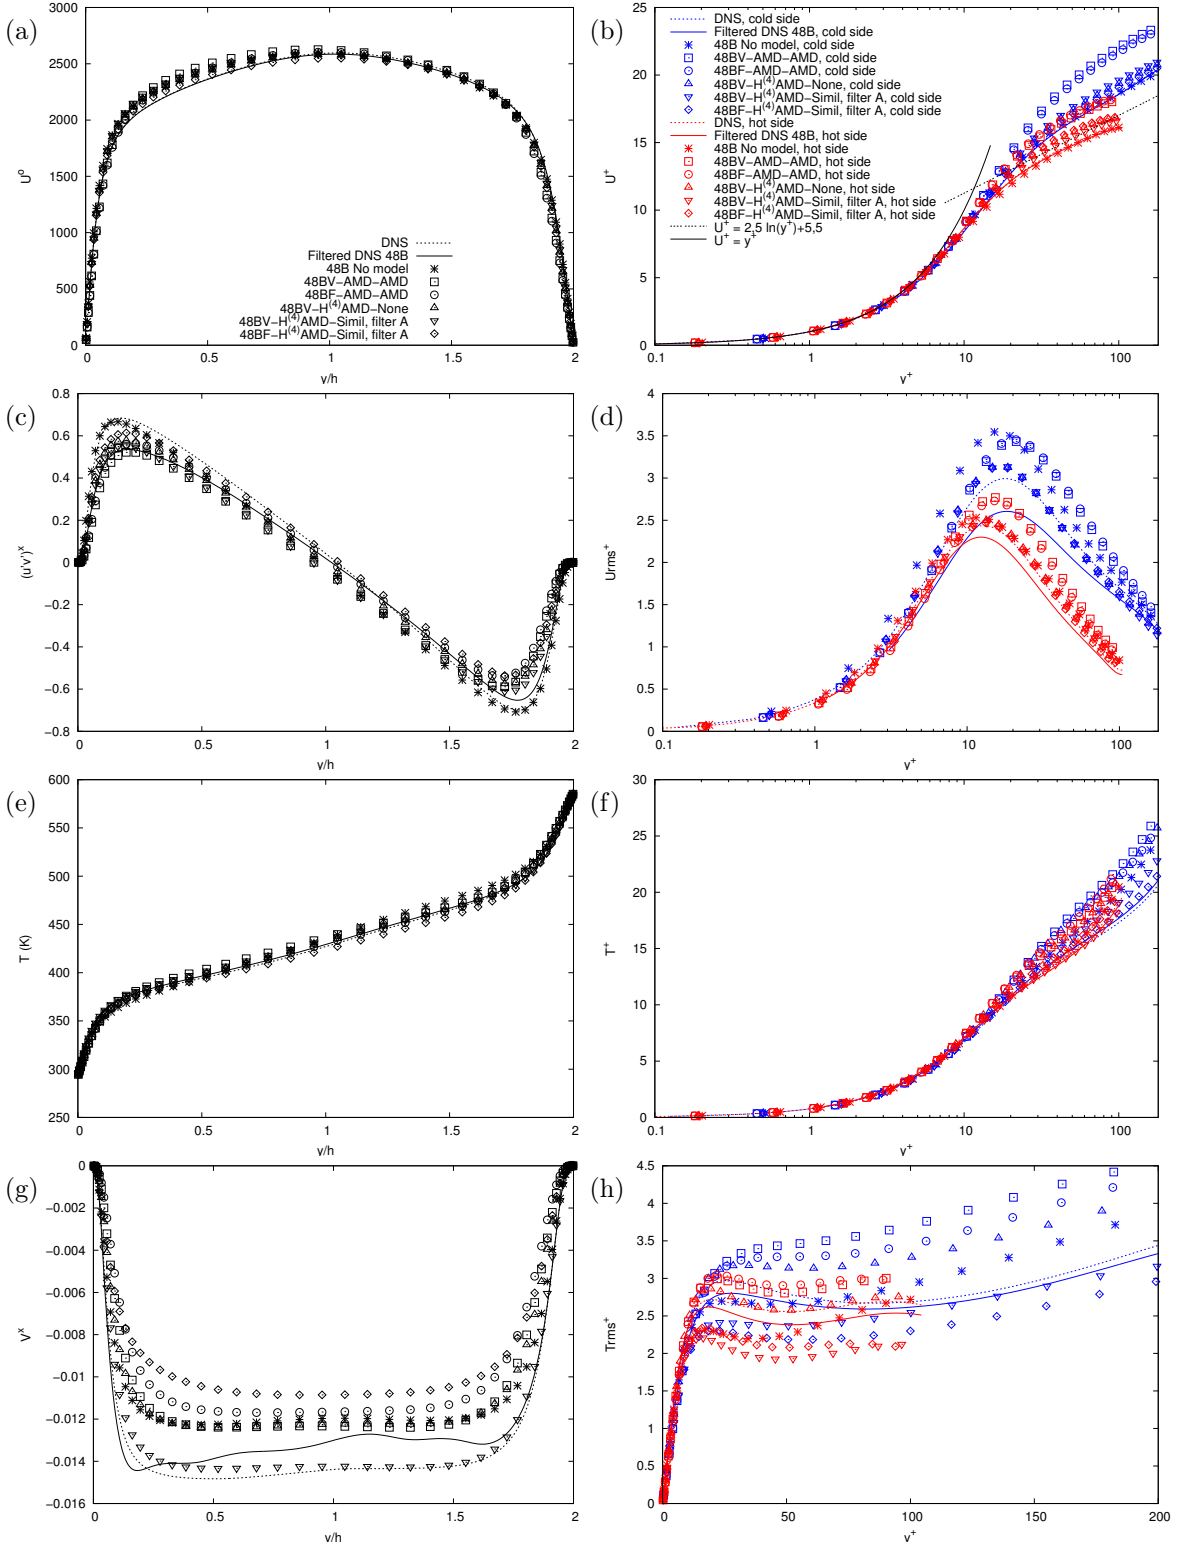 (a)
3000
2500
2000
1500
1000
500
0
U⁰
0
0.5
1
1.5
2
y/h
DNS
Filtered DNS 48B
48B No model
48BV−AMD−AMD
48BF−AMD−AMD
48BV−H⁽⁴⁾AMD−None
48BV−H⁽⁴⁾AMD−Simil, filter A
48BF−H⁽⁴⁾AMD−Simil, filter A
(b)
25
20
15
10
5
0
U⁺
0.1
1
10
100
y⁺
DNS, cold side
Filtered DNS 48B, cold side
48B No model, cold side
48BV−AMD−AMD, cold side
48BF−AMD−AMD, cold side
48BV−H⁽⁴⁾AMD−None, cold side
48BV−H⁽⁴⁾AMD−Simil, filter A, cold side
48BF−H⁽⁴⁾AMD−Simil, filter A, cold side
DNS, hot side
Filtered DNS 48B, hot side
48B No model, hot side
48BV−AMD−AMD, hot side
48BF−AMD−AMD, hot side
48BV−H⁽⁴⁾AMD−None, hot side
48BV−H⁽⁴⁾AMD−Simil, filter A, hot side
48BF−H⁽⁴⁾AMD−Simil, filter A, hot side
U⁺ = 2,5 ln(y⁺)+5,5
U⁺ = y⁺
(c)
0.8
0.6
0.4
0.2
0
−0.2
−0.4
−0.6
−0.8
⟨u'v'⟩ˣ
0
0.5
1
1.5
2
y/h
(d)
4
3.5
3
2.5
2
1.5
1
0.5
0
Urms⁺
0.1
1
10
100
y⁺
(e)
600
550
500
450
400
350
300
250
T (K)
0
0.5
1
1.5
2
y/h
(f)
30
25
20
15
10
5
0
T⁺
0.1
1
10
100
y⁺
(g)
0
−0.002
−0.004
−0.006
−0.008
−0.01
−0.012
−0.014
−0.016
Vˣ
0
0.5
1
1.5
2
y/h
(h)
4.5
4
3.5
3
2.5
2
1.5
1
0.5
0
Trms⁺
0
50
100
150
200
y⁺